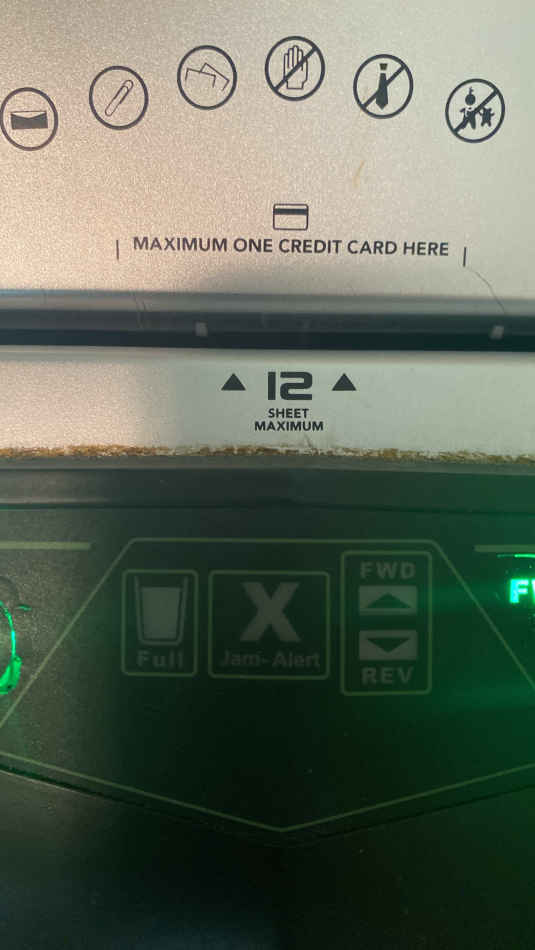 MAXIMUM ONE CREDIT CARD HERE
12
SHEET
MAXIMUM
Full
X
Jam-Alert
FWD
REV